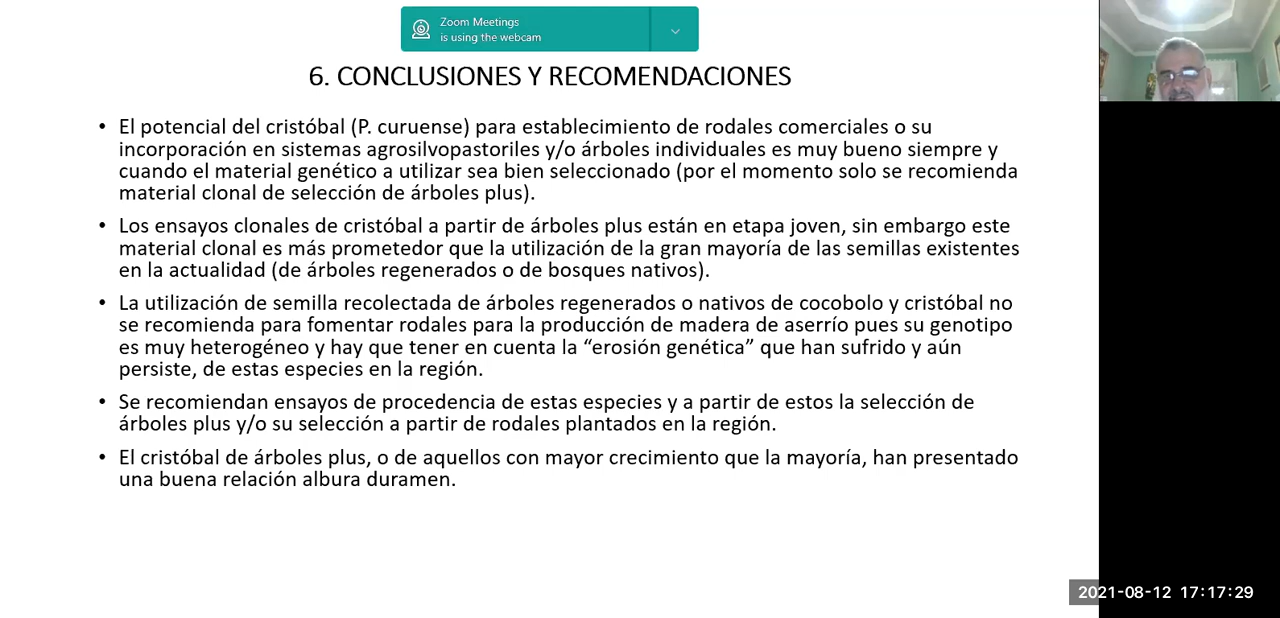 Zoom Meetings
is using the webcam
6. CONCLUSIONES Y RECOMENDACIONES
• El potencial del cristóbal (P. curuense) para establecimiento de rodales comerciales o su
incorporación en sistemas agrosilvopastoriles y/o árboles individuales es muy bueno siempre y
cuando el material genético a utilizar sea bien seleccionado (por el momento solo se recomienda
material clonal de selección de árboles plus).
• Los ensayos clonales de cristóbal a partir de árboles plus están en etapa joven, sin embargo este
material clonal es más prometedor que la utilización de la gran mayoría de las semillas existentes
en la actualidad (de árboles regenerados o de bosques nativos).
• La utilización de semilla recolectada de árboles regenerados o nativos de cocobolo y cristóbal no
se recomienda para fomentar rodales para la producción de madera de aserrío pues su genotipo
es muy heterogéneo y hay que tener en cuenta la “erosión genética” que han sufrido y aún
persiste, de estas especies en la región.
• Se recomiendan ensayos de procedencia de estas especies y a partir de estos la selección de
árboles plus y/o su selección a partir de rodales plantados en la región.
• El cristóbal de árboles plus, o de aquellos con mayor crecimiento que la mayoría, han presentado
una buena relación albura duramen.
2021-08-12 17:17:29